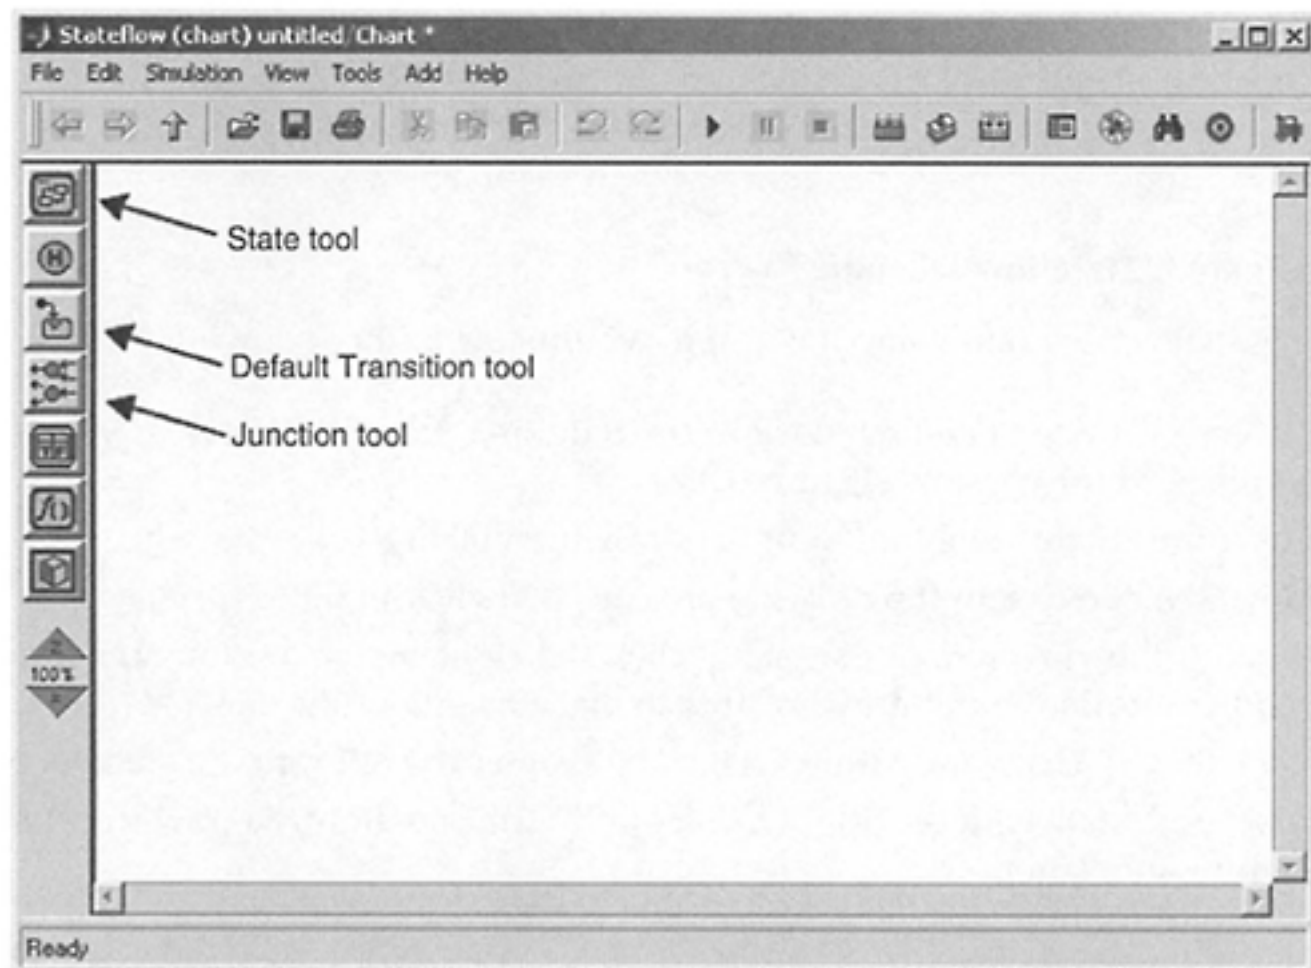 Stateflow (chart) untitled/Chart *
File Edit Simulation View Tools Add Help
State tool
H
Default Transition tool
Junction tool
f()
100%
Ready